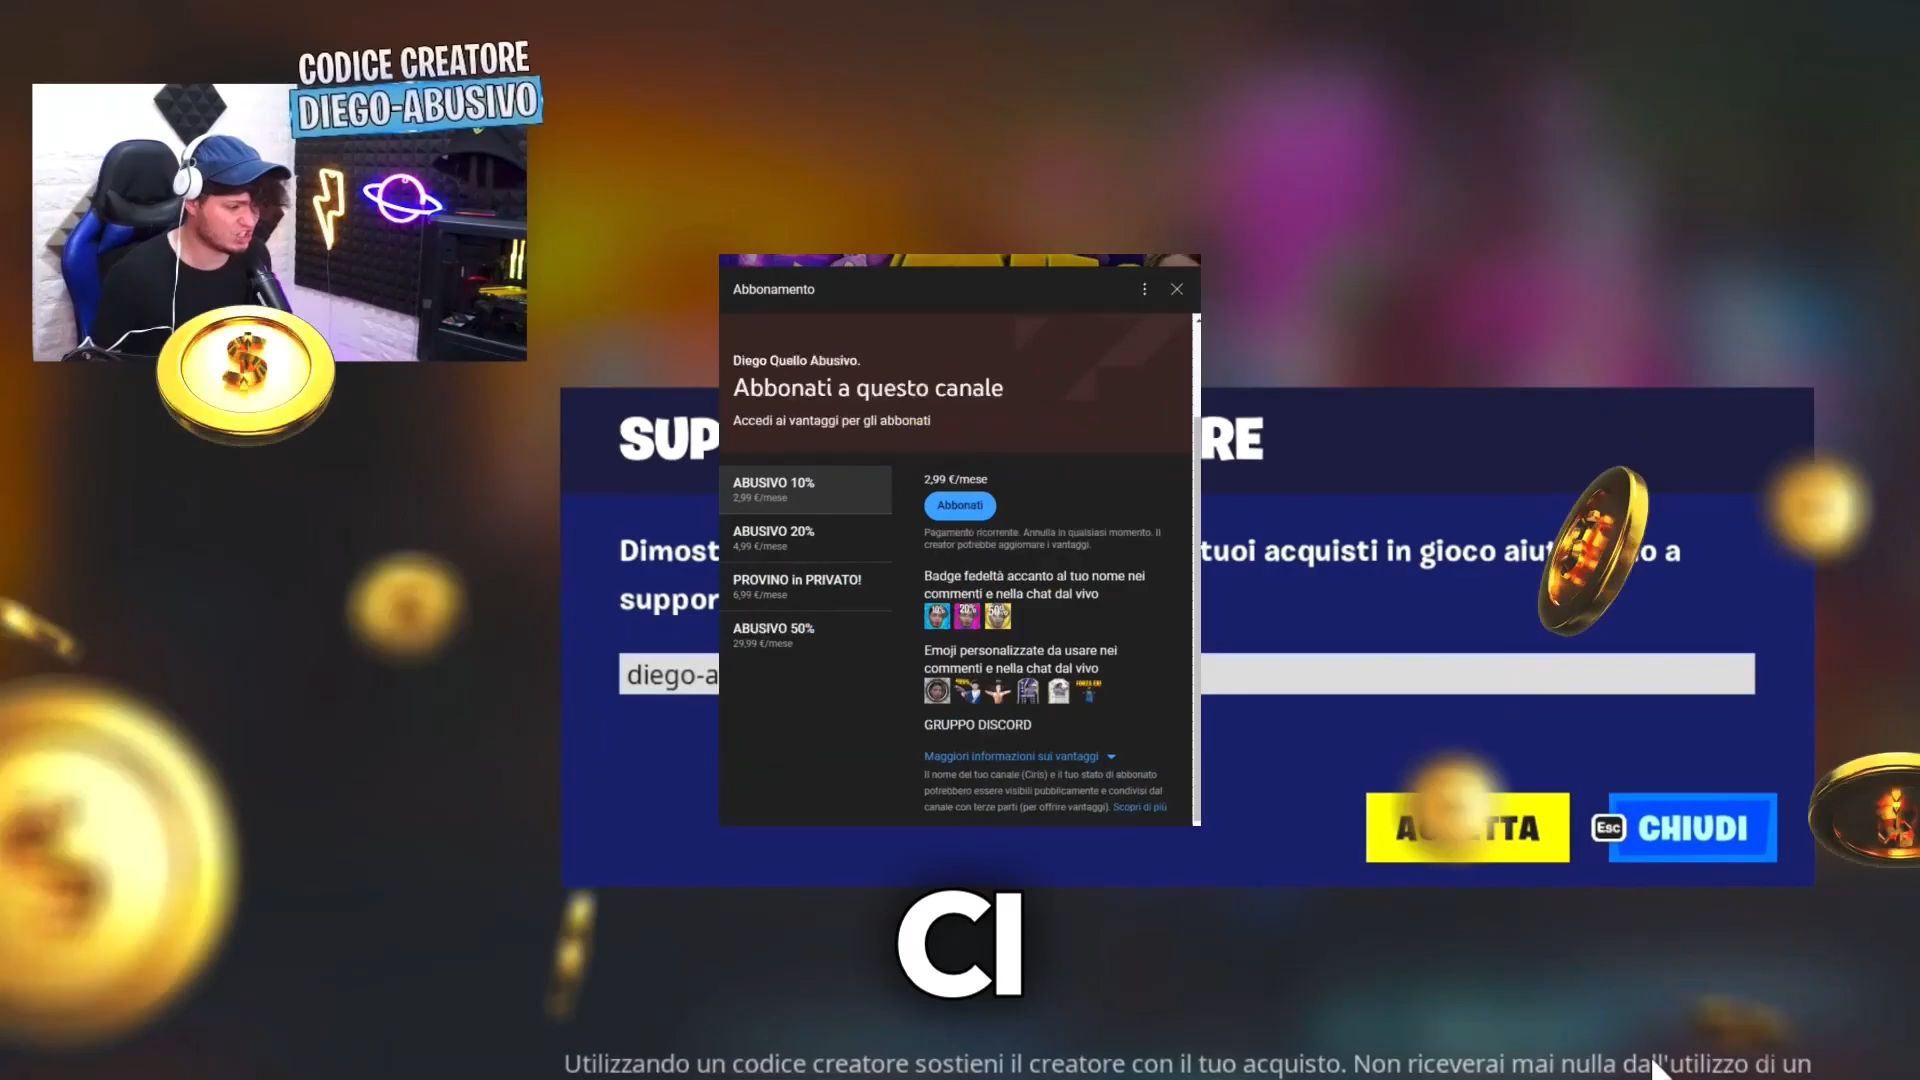 CODICE CREATORE
DIEGO-ABUSIVO
Abbonamento
Diego Quello Abusivo.
Abbonati a questo canale
Accedi ai vantaggi per gli abbonati
ABUSIVO 10%
2,99 €/mese
ABUSIVO 20%
4,99 €/mese
PROVINO in PRIVATO!
6,99 €/mese
ABUSIVO 50%
29,99 €/mese
2,99 €/mese
Abbonati
Pagamento ricorrente. Annulla in qualsiasi momento. Il
creator potrebbe aggiornare i vantaggi.
Badge fedeltà accanto al tuo nome nei
commenti e nella chat dal vivo
10% 20% 50%
Emoji personalizzate da usare nei
commenti e nella chat dal vivo
GRUPPO DISCORD
Maggiori informazioni sui vantaggi
Il nome del tuo canale (Ciris) e il tuo stato di abbonato
potrebbero essere visibili pubblicamente e condivisi dal
canale con terze parti (per offrire vantaggi). Scopri di più
SUP RE
Dimost tuoi acquisti in gioco a
suppor
diego-a
Esc CHIUDI
CI
Utilizzando un codice creatore sostieni il creatore con il tuo acquisto. Non riceverai mai nulla dall'utilizzo di un